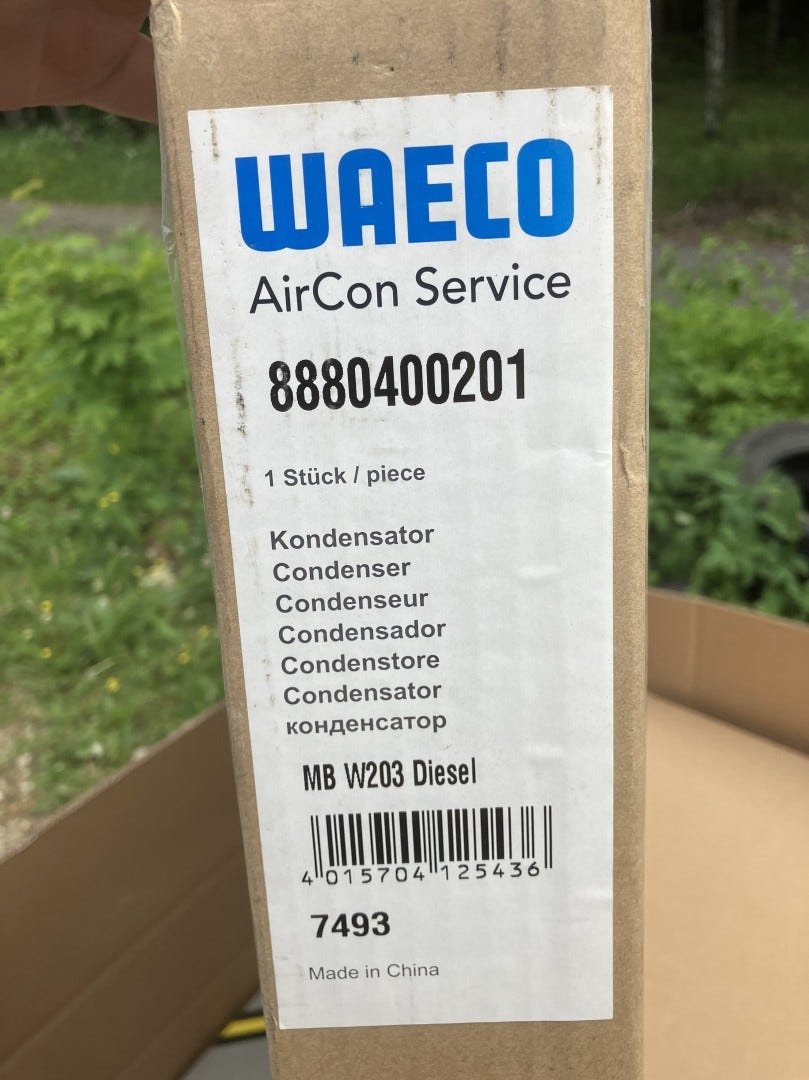 WAECO
AirCon Service
8880400201
1 Stück / piece
Kondensator
Condenser
Condenseur
Condensador
Condenstore
Condensator
конденсатор
MB W203 Diesel
4 015704 125436
7493
Made in China